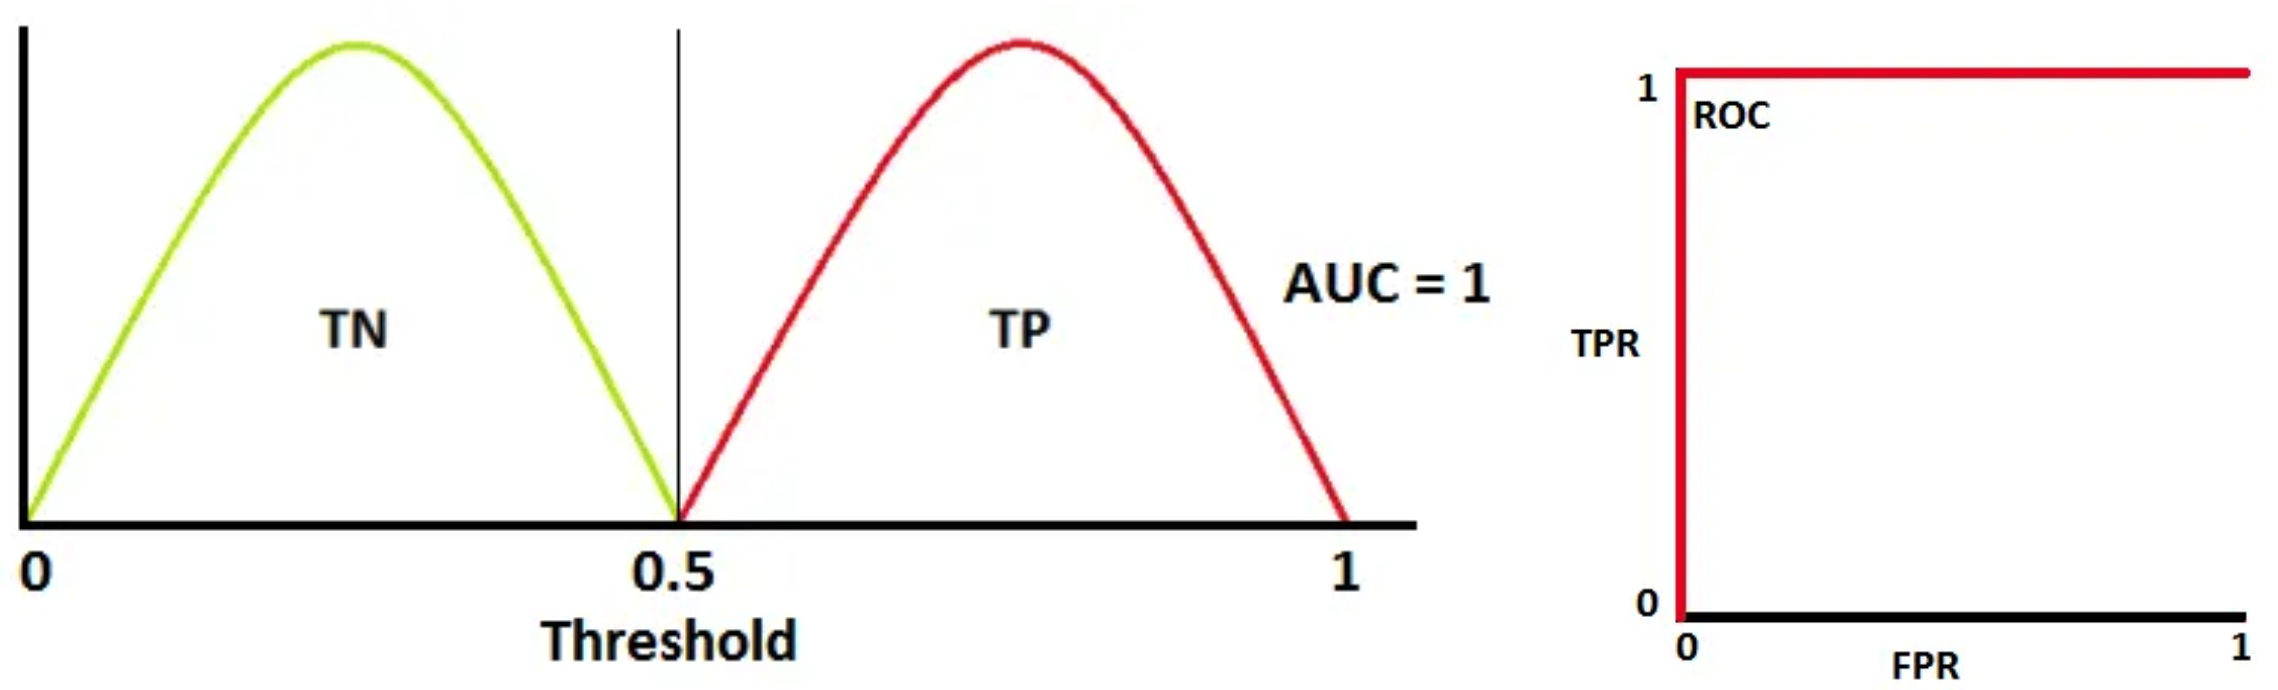 TN
TP
AUC = 1
0
0.5
1
Threshold
1
ROC
TPR
0
0
1
FPR